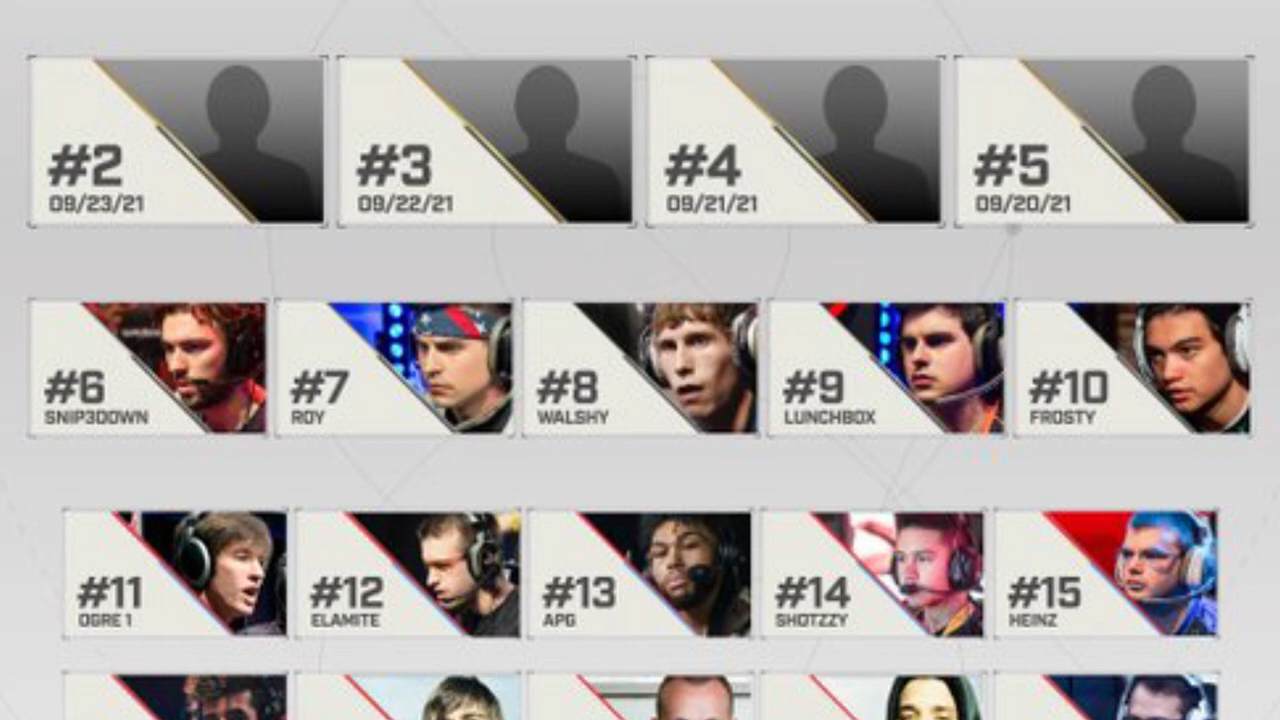 #2
09/23/21
#3
09/22/21
#4
09/21/21
#5
09/20/21
#6
SNIP3DOWN
#7
ROY
#8
WALSHY
#9
LUNCHBOX
#10
FROSTY
#11
OGRE 1
#12
ELAMITE
#13
APG
#14
SHOTZZY
#15
HEINZ